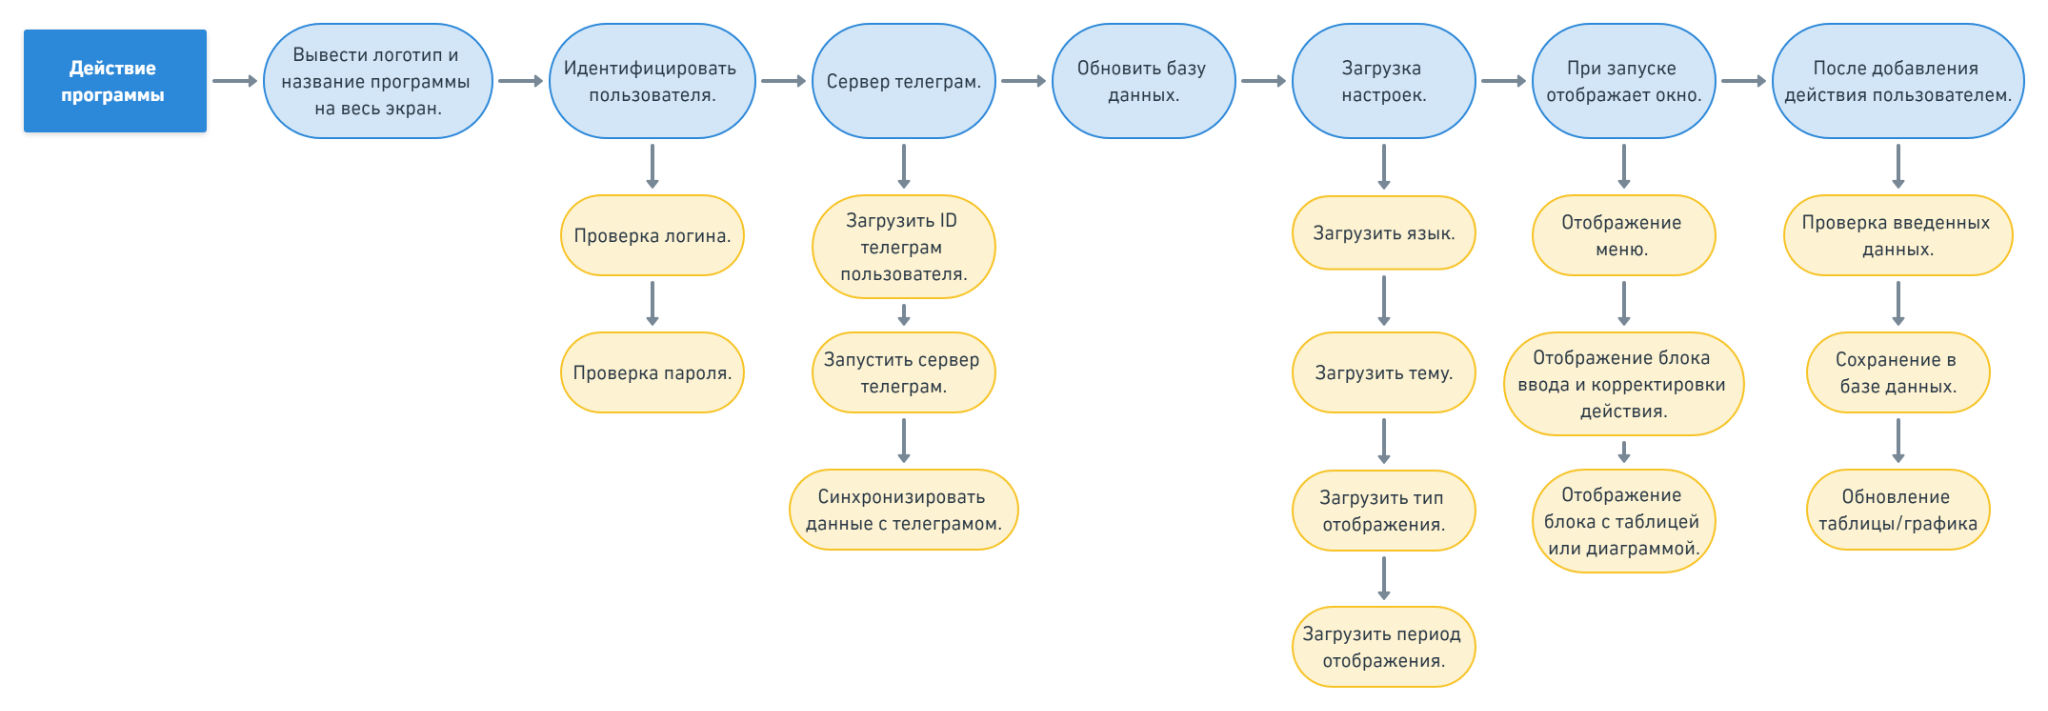 Действие
программы
Вывести логотип и
название программы
на весь экран.
Идентифицировать
пользователя.
Сервер телеграм.
Обновить базу
данных.
Загрузка
настроек.
При запуске
отображает окно.
После добавления
действия пользователем.
Проверка логина.
Проверка пароля.
Загрузить ID
телеграм
пользователя.
Запустить сервер
телеграм.
Синхронизировать
данные с телеграмом.
Загрузить язык.
Загрузить тему.
Загрузить тип
отображения.
Загрузить период
отображения.
Отображение
меню.
Отображение блока
ввода и корректировки
действия.
Отображение
блока с таблицей
или диаграммой.
Проверка введенных
данных.
Сохранение в
базе данных.
Обновление
таблицы/графика